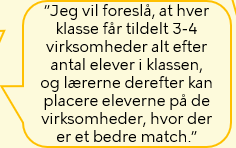 ”Jeg vil foreslå, at hver
klasse får tildelt 3-4
virksomheder alt efter
antal elever i klassen,
og lærerne derefter kan
placere eleverne på de
virksomheder, hvor der
er et bedre match.”